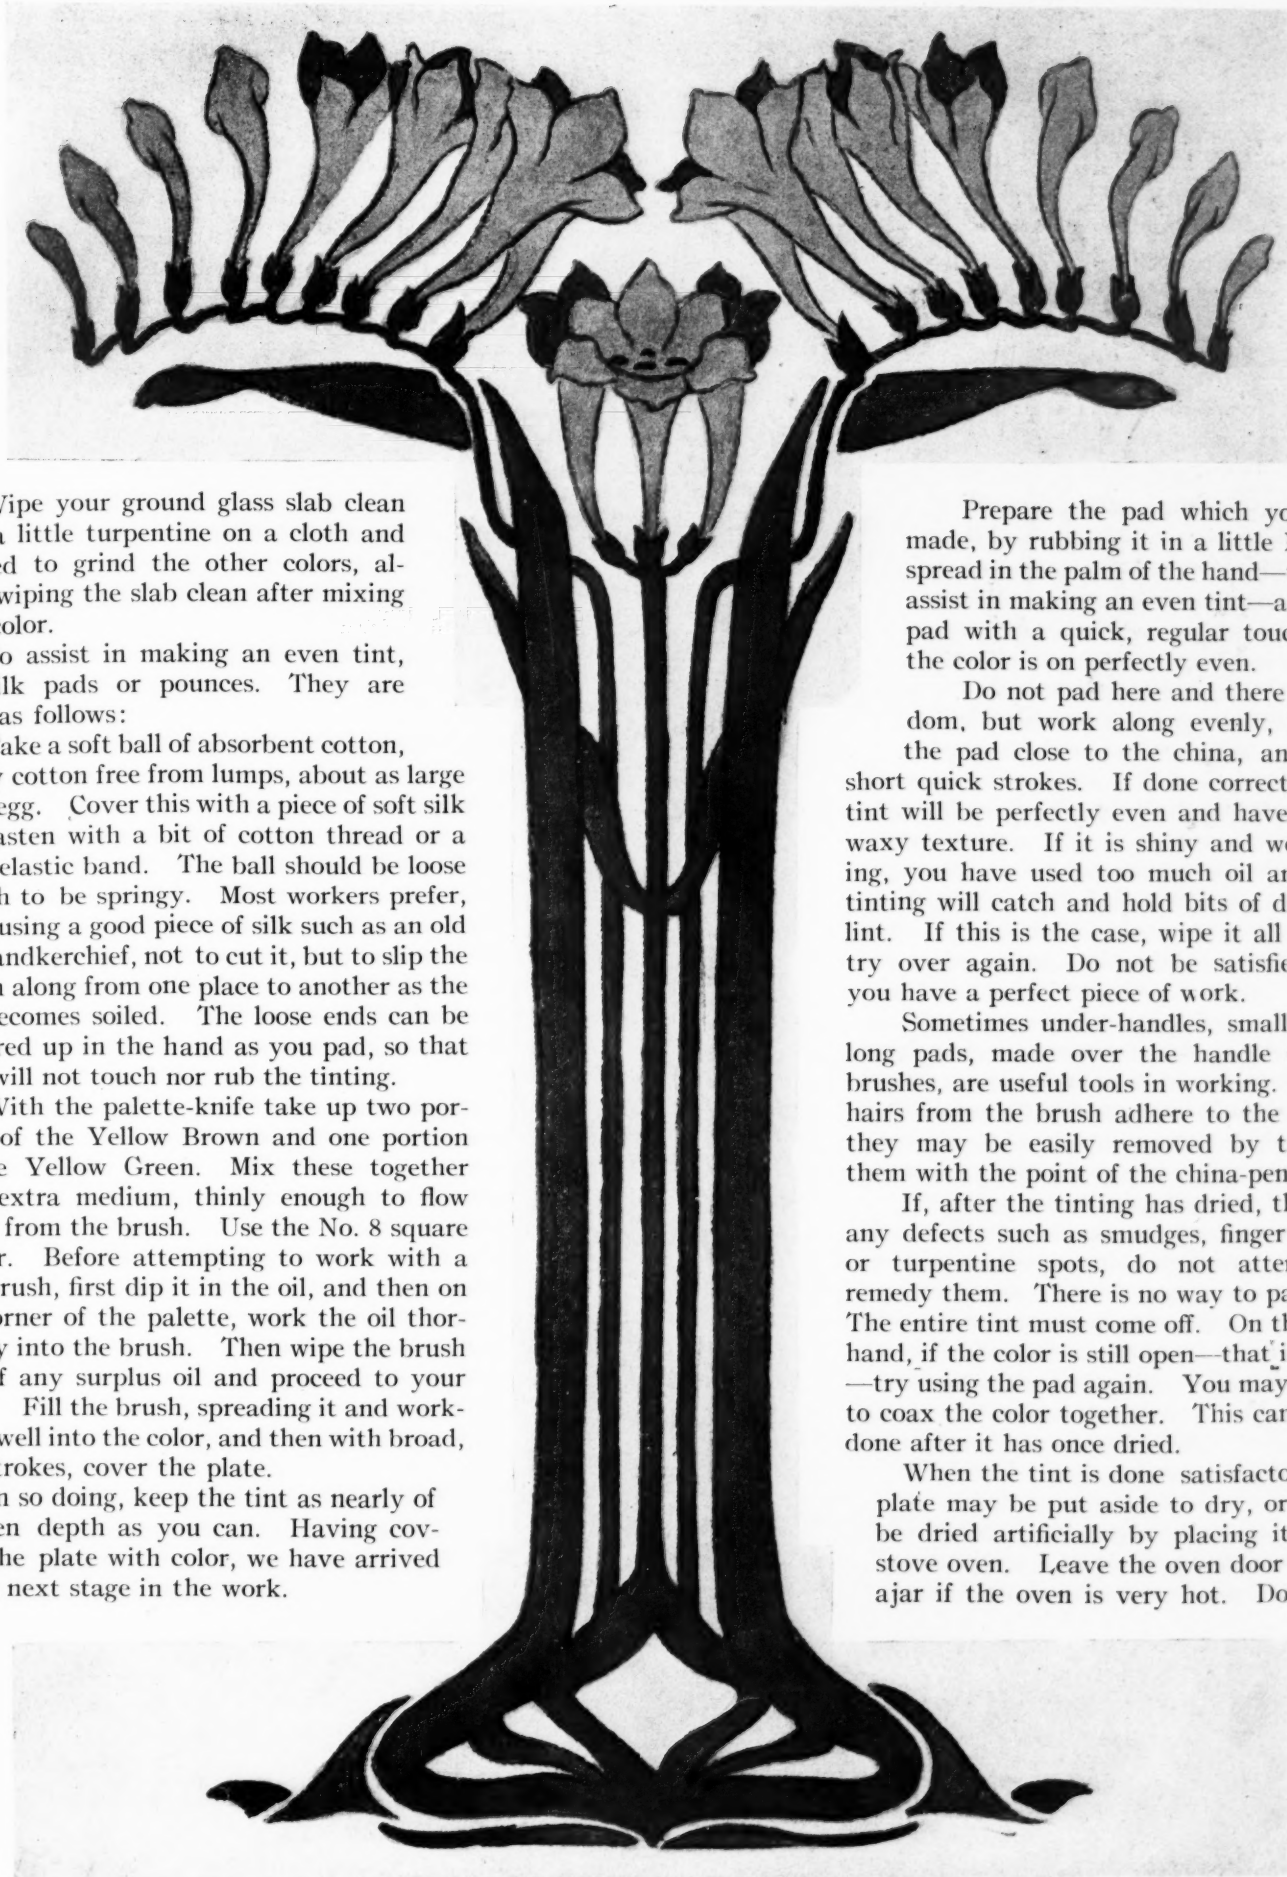 Wipe your ground glass slab clean
a little turpentine on a cloth and
ed to grind the other colors, al-
wiping the slab clean after mixing
color.
o assist in making an even tint,
lk pads or pounces. They are
as follows:
ake a soft ball of absorbent cotton,
y cotton free from lumps, about as large
egg. Cover this with a piece of soft silk
asten with a bit of cotton thread or a
elastic band. The ball should be loose
h to be springy. Most workers prefer,
using a good piece of silk such as an old
andkerchief, not to cut it, but to slip the
n along from one place to another as the
ecomes soiled. The loose ends can be
red up in the hand as you pad, so that
will not touch nor rub the tinting.
With the palette-knife take up two por-
of the Yellow Brown and one portion
e Yellow Green. Mix these together
extra medium, thinly enough to flow
from the brush. Use the No. 8 square
r. Before attempting to work with a
rush, first dip it in the oil, and then on
orner of the palette, work the oil thor-
y into the brush. Then wipe the brush
f any surplus oil and proceed to your
Fill the brush, spreading it and work-
well into the color, and then with broad,
trokes, cover the plate.
n so doing, keep the tint as nearly of
en depth as you can. Having cov-
he plate with color, we have arrived
next stage in the work.
Prepare the pad which yo
made, by rubbing it in a little
spread in the palm of the hand—
assist in making an even tint—a
pad with a quick, regular touc
the color is on perfectly even.
Do not pad here and there
dom, but work along evenly,
the pad close to the china, an
short quick strokes. If done correct
tint will be perfectly even and have
waxy texture. If it is shiny and we
ing, you have used too much oil an
tinting will catch and hold bits of d
lint. If this is the case, wipe it all
try over again. Do not be satisfie
you have a perfect piece of work.
Sometimes under-handles, small
long pads, made over the handle
brushes, are useful tools in working.
hairs from the brush adhere to the
they may be easily removed by t
them with the point of the china-pen
If, after the tinting has dried, th
any defects such as smudges, finger
or turpentine spots, do not atte
remedy them. There is no way to pa
The entire tint must come off. On th
hand, if the color is still open—that i
—try using the pad again. You may
to coax the color together. This can
done after it has once dried.
When the tint is done satisfacto
plate may be put aside to dry, or
be dried artificially by placing it
stove oven. Leave the oven door
ajar if the oven is very hot. Do